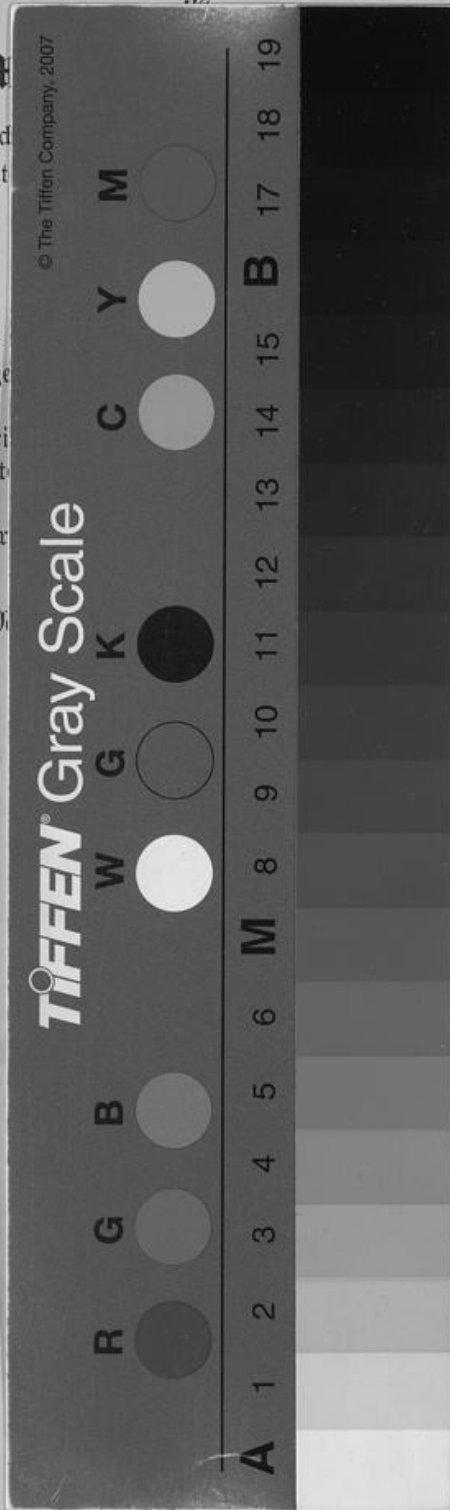 © The Tiffen Company, 2007
TIFFEN® Gray Scale
R G B W G K C Y M
A 1 2 3 4 5 6 M 8 9 10 11 12 13 14 15 B 17 18 19